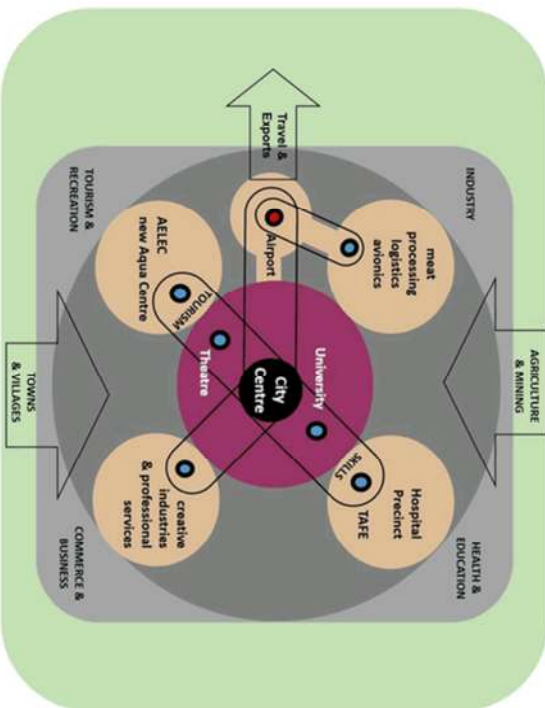 AGRICULTURE
& MINING
INDUSTRY
HEALTH &
EDUCATION
meat
processing
logistics
avionics
Hospital
Precinct
TAFE
SKILLS
University
Travel &
Exports
Airport
City
Centre
Theatre
TOURISM
AELEC
new Aqua Centre
creative
industries
& professional
services
TOURISM &
RECREATION
COMMERCE &
BUSINESS
TOWNS
& VILLAGES